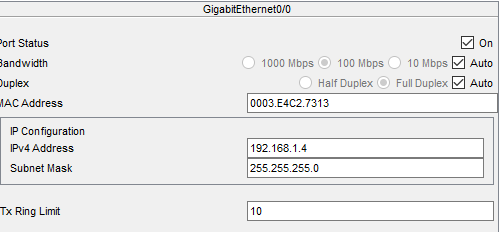 GigabitEthernet0/0
Port Status On
Bandwidth 1000 Mbps 100 Mbps 10 Mbps Auto
Duplex Half Duplex Full Duplex Auto
MAC Address 0003.E4C2.7313
IP Configuration
IPv4 Address 192.168.1.4
Subnet Mask 255.255.255.0
Tx Ring Limit 10